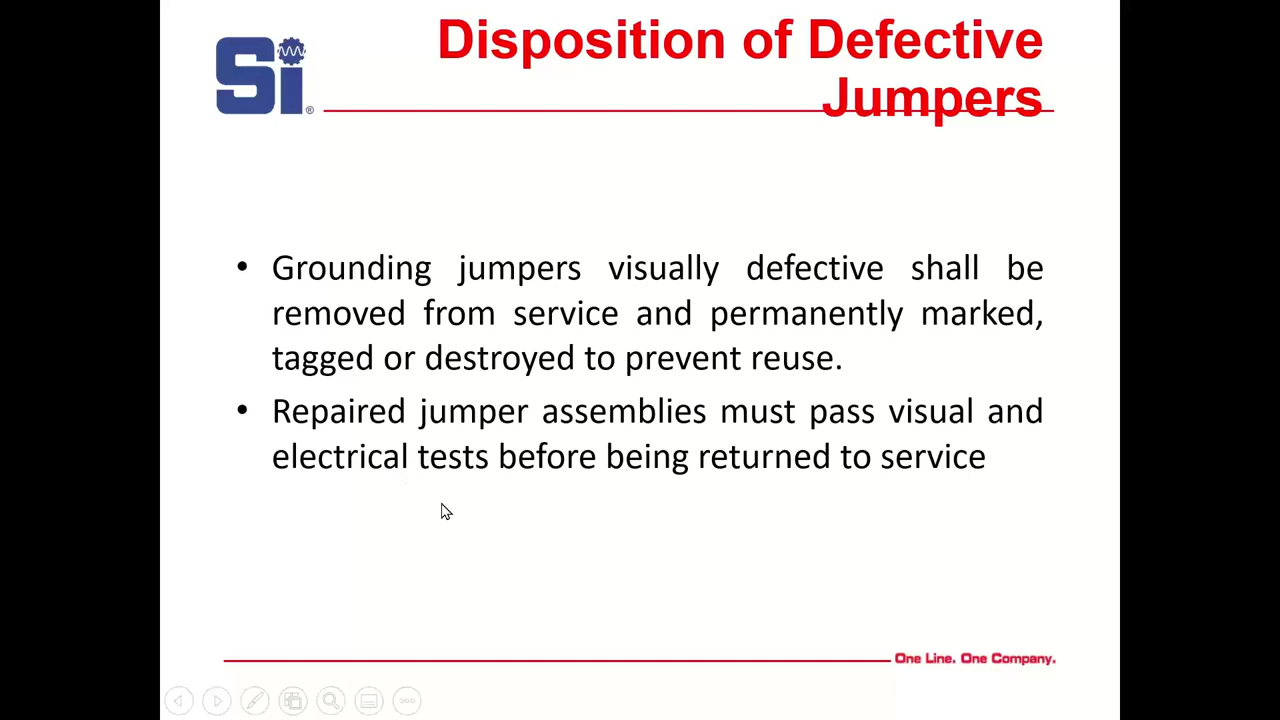 Si®
Disposition of Defective
Jumpers
• Grounding jumpers visually defective shall be
removed from service and permanently marked,
tagged or destroyed to prevent reuse.
• Repaired jumper assemblies must pass visual and
electrical tests before being returned to service
One Line. One Company.